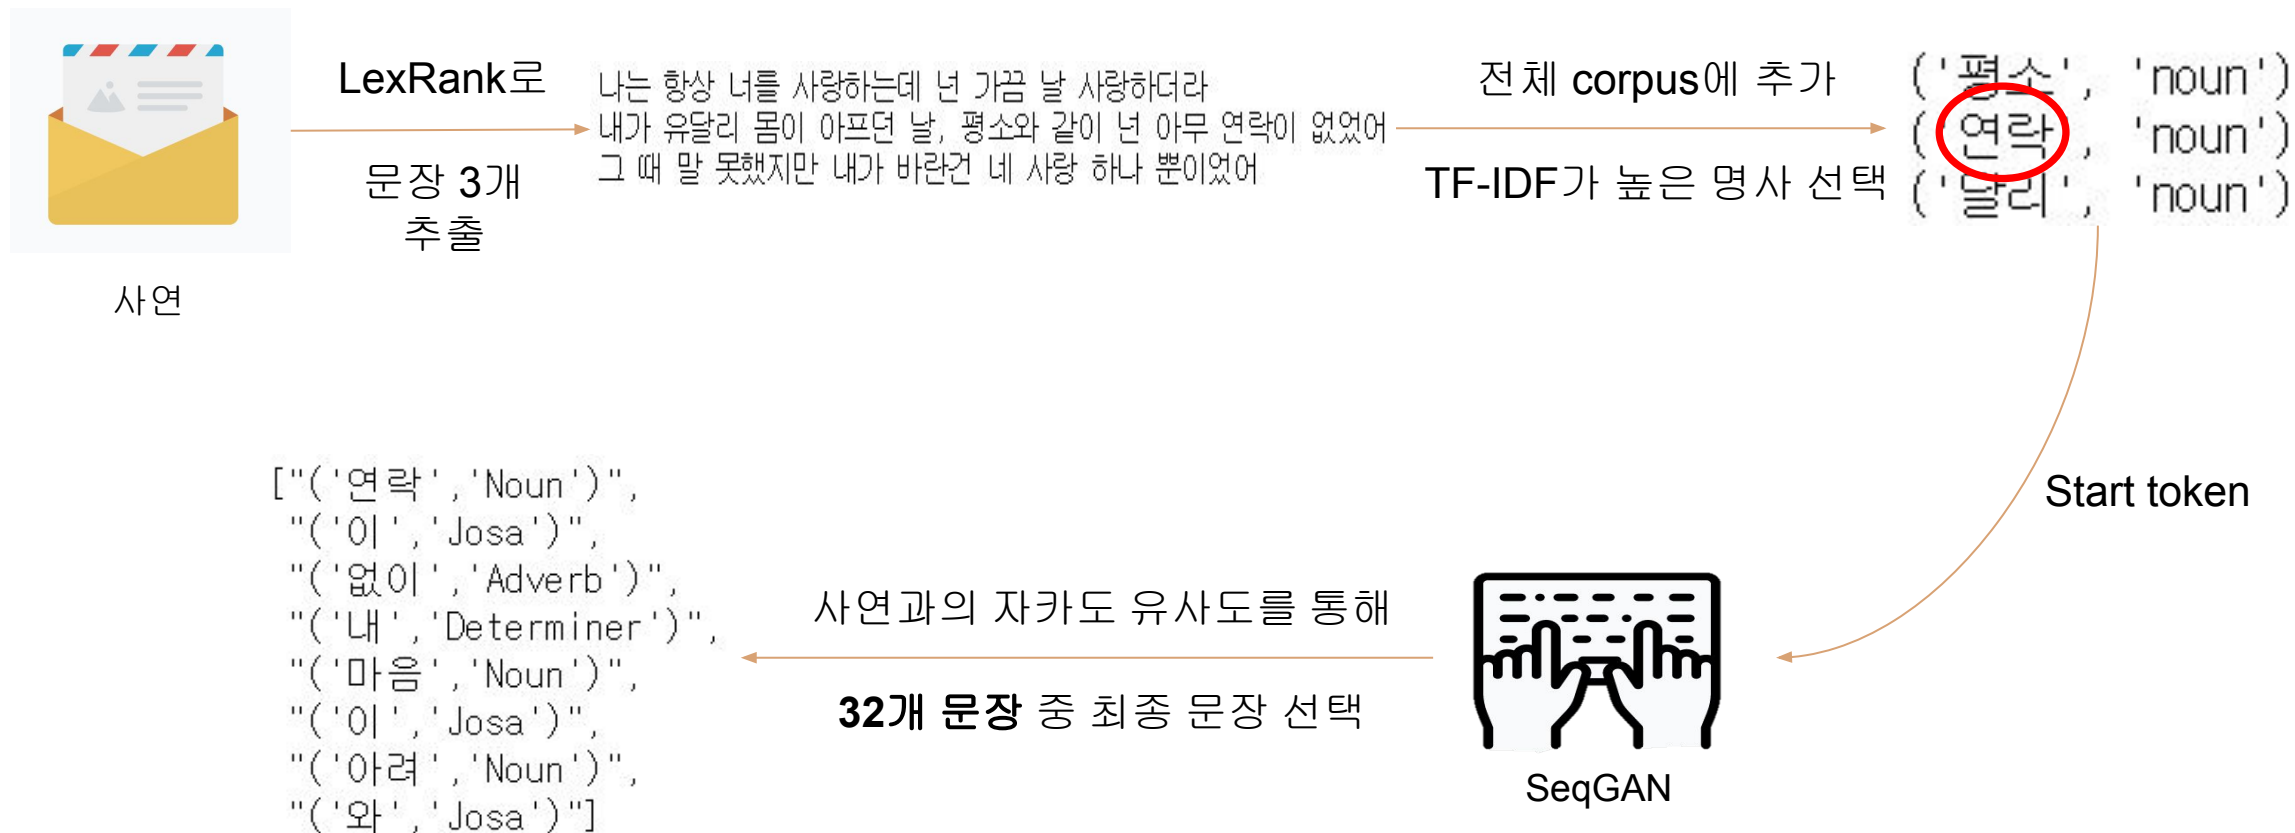 사연
LexRank로
문장 3개
추출
나는 항상 너를 사랑하는데 넌 가끔 날 사랑하더라
내가 유달리 몸이 아프던 날, 평소와 같이 넌 아무 연락이 없었어
그 때 말 못했지만 내가 바란건 네 사랑 하나 뿐이었어
전체 corpus에 추가
TF-IDF가 높은 명사 선택
('평소', 'noun')
('연락', 'noun')
('달리', 'noun')
Start token
SeqGAN
사연과의 자카도 유사도를 통해
32개 문장 중 최종 문장 선택
["('연락','Noun')",
"('이','Josa')",
"('없이','Adverb')",
"('내','Determiner')",
"('마음','Noun')",
"('이','Josa')",
"('아려','Noun')",
"('와','Josa')"]